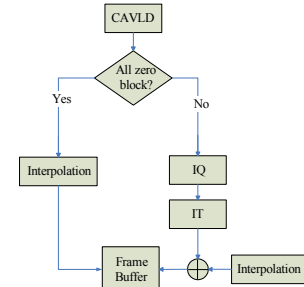 CAVLD
All zero
block?
Yes
No
Interpolation
IQ
IT
Frame
Buffer
Interpolation